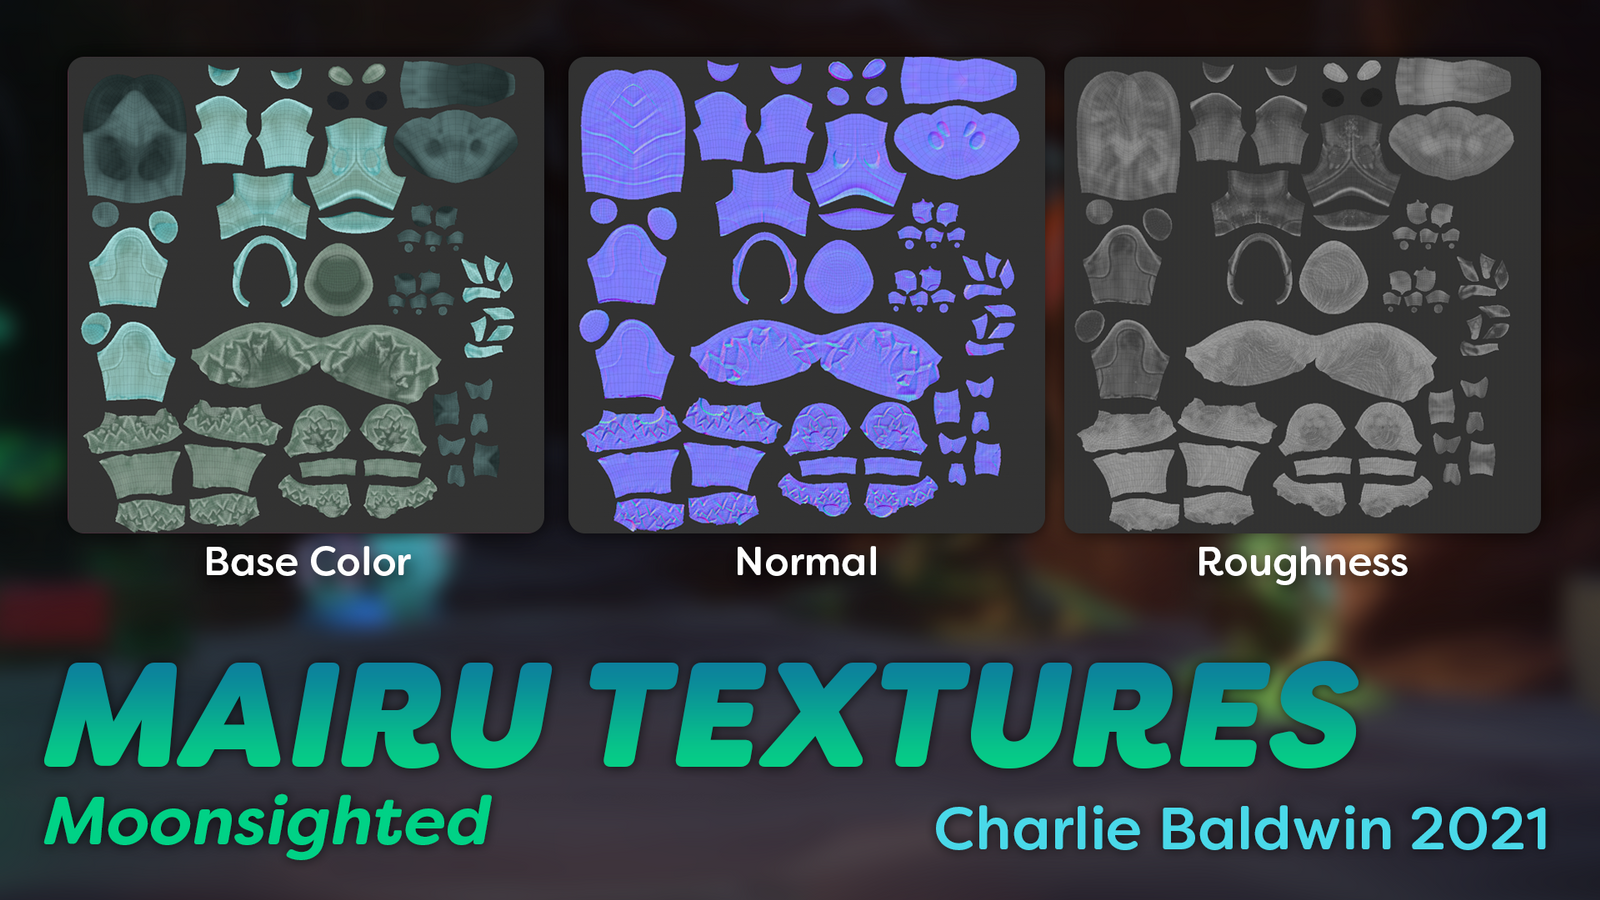 Base Color
Normal
Roughness
MAIRU TEXTURES
Moonsighted
Charlie Baldwin 2021